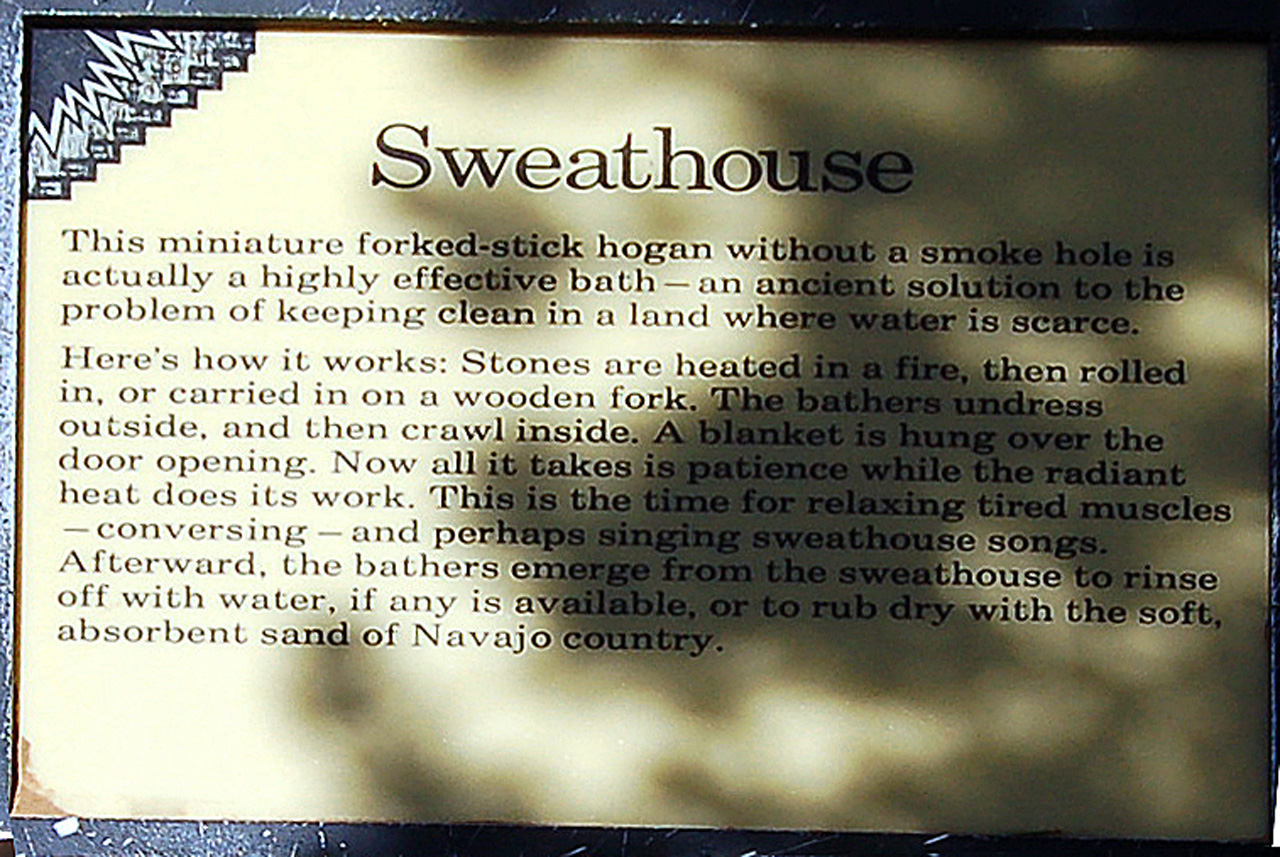 Sweathouse
This miniature forked-stick hogan without a smoke hole is
actually a highly effective bath — an ancient solution to the
problem of keeping clean in a land where water is scarce.
Here's how it works: Stones are heated in a fire, then rolled
in, or carried in on a wooden fork. The bathers undress
outside, and then crawl inside. A blanket is hung over the
door opening. Now all it takes is patience while the radiant
heat does its work. This is the time for relaxing tired muscles
— conversing — and perhaps singing sweathouse songs.
Afterward, the bathers emerge from the sweathouse to rinse
off with water, if any is available, or to rub dry with the soft,
absorbent sand of Navajo country.